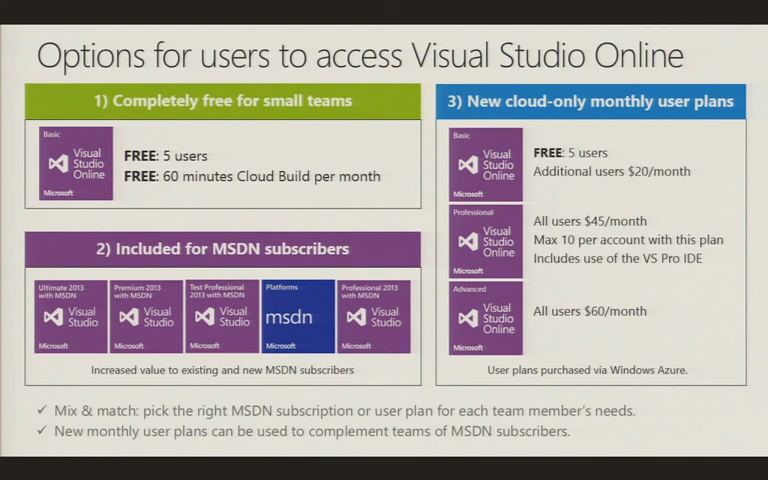 Options for users to access Visual Studio Online
1) Completely free for small teams
Basic
Visual
Studio
Online
Microsoft
FREE: 5 users
FREE: 60 minutes Cloud Build per month
2) Included for MSDN subscribers
Ultimate 2013
with MSDN
Visual
Studio
Microsoft
Premium 2013
with MSDN
Visual
Studio
Microsoft
Test Professional
2013 with MSDN
Visual
Studio
Microsoft
Platforms
msdn
Microsoft
Professional 2013
with MSDN
Visual
Studio
Microsoft
Increased value to existing and new MSDN subscribers
3) New cloud-only monthly user plans
Basic
Visual
Studio
Online
Microsoft
FREE: 5 users
Additional users $20/month
Professional
Visual
Studio
Online
Microsoft
All users $45/month
Max 10 per account with this plan
Includes use of the VS Pro IDE
Advanced
Visual
Studio
Online
Microsoft
All users $60/month
User plans purchased via Windows Azure.
✓ Mix & match: pick the right MSDN subscription or user plan for each team member's needs.
✓ New monthly user plans can be used to complement teams of MSDN subscribers.